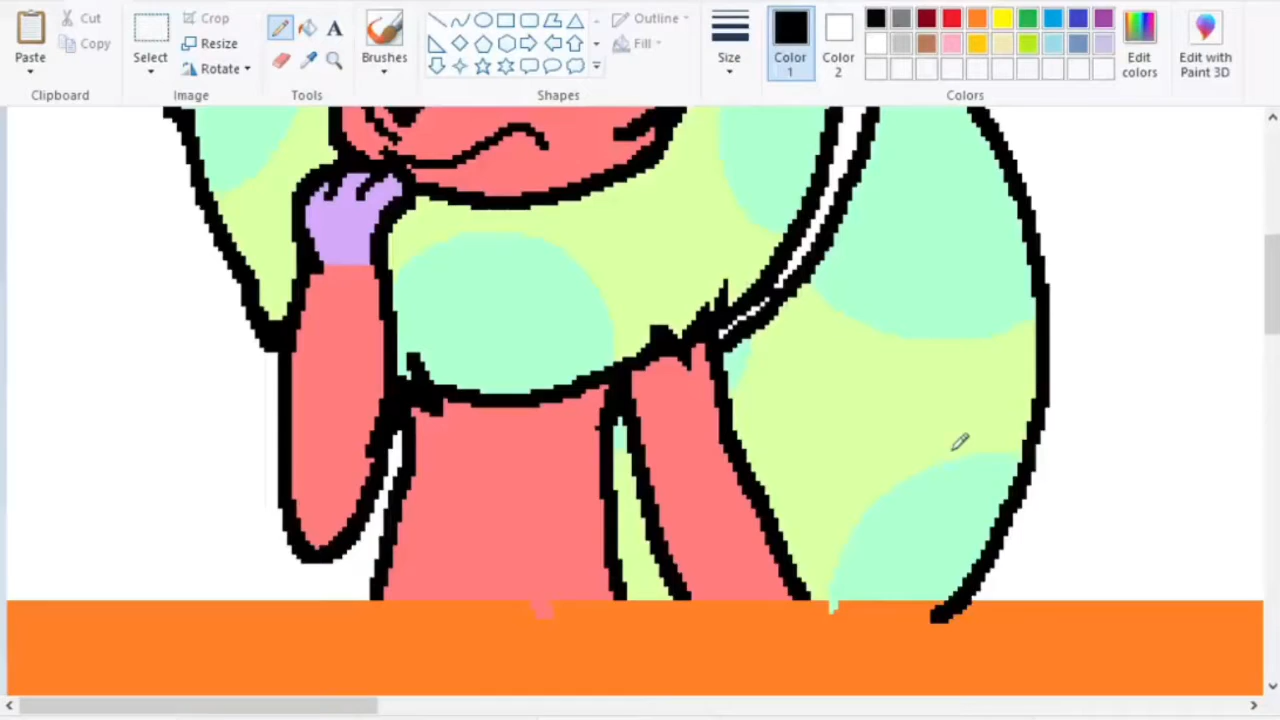 Paste
Cut
Copy
Clipboard
Select
Crop
Resize
Rotate
Image
A
Tools
Brushes
Shapes
Outline
Fill
Size
Color 1
Color 2
Colors
Edit colors
Edit with Paint 3D